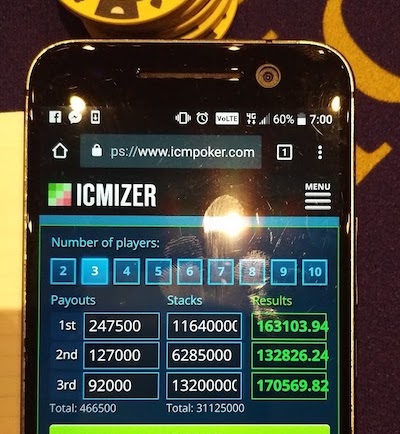 VoLTE 4G 60% 7:00
ps://www.icmpoker.com 1
ICMIZER MENU
Number of players:
2 3 4 5 6 7 8 9 10
Payouts Stacks Results
1st 247500 11640000 163103.94
2nd 127000 6285000 132826.24
3rd 92000 13200000 170569.82
Total: 466500 Total: 31125000